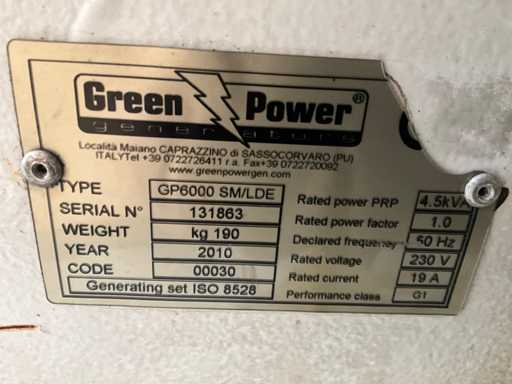 Green Power®
generators
Località Maiano CAPRAZZINO di SASSOCORVARO (PU)
ITALYTel +39 0722726411 r.a. Fax+39 0722720092
www.greenpowergen.com
TYPE GP6000 SM/LDE
SERIAL N° 131863
WEIGHT kg 190
YEAR 2010
CODE 00030
Generating set ISO 8528
Rated power PRP 4.5kVA
Rated power factor 1.0
Declared frequency 50 Hz
Rated voltage 230 V
Rated current 19 A
Performance class G1